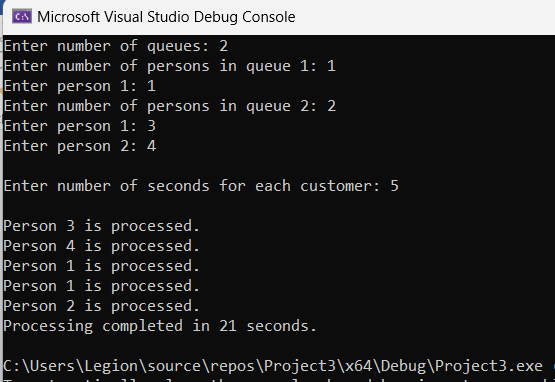 Microsoft Visual Studio Debug Console
Enter number of queues: 2
Enter number of persons in queue 1: 1
Enter person 1: 1
Enter number of persons in queue 2: 2
Enter person 1: 3
Enter person 2: 4
Enter number of seconds for each customer: 5
Person 3 is processed.
Person 4 is processed.
Person 1 is processed.
Person 1 is processed.
Person 2 is processed.
Processing completed in 21 seconds.
C:\Users\Legion\source\repos\Project3\x64\Debug\Project3.exe